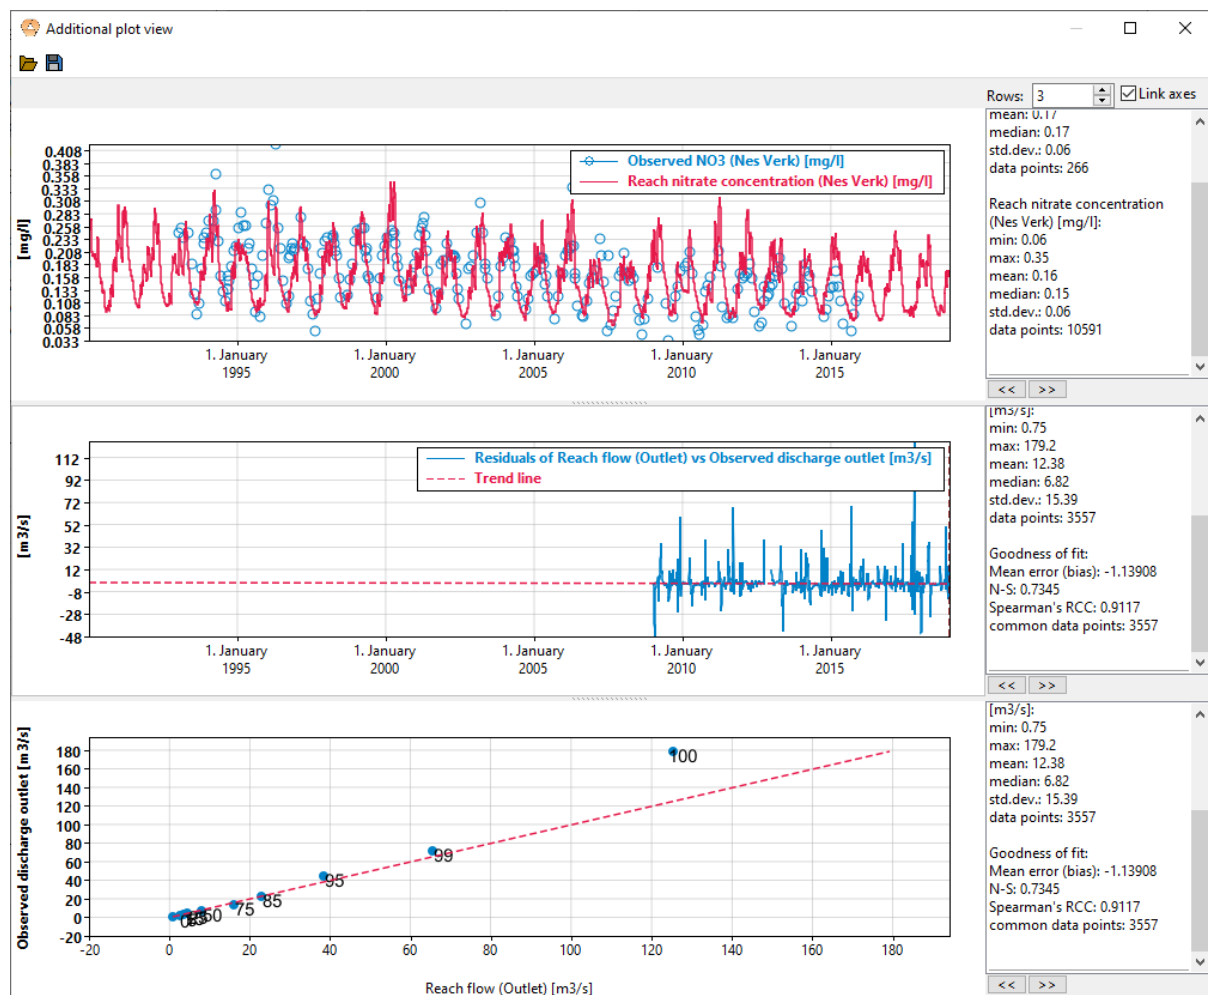 Additional plot view
Rows: 3 Link axes
0.408
0.383
0.358
0.333
0.308
0.283
0.258
0.233
0.208
0.183
0.158
0.133
0.108
0.083
0.058
0.033
[mg/l]
Observed NO3 (Nes Verk) [mg/l]
Reach nitrate concentration (Nes Verk) [mg/l]
1. January 1. January 1. January 1. January 1. January
1995 2000 2005 2010 2015
mean: 0.17
median: 0.17
std.dev.: 0.06
data points: 266
Reach nitrate concentration
(Nes Verk) [mg/l]:
min: 0.06
max: 0.35
mean: 0.16
median: 0.15
std.dev.: 0.06
data points: 10591
<< >>
112
92
72
52
32
12
-8
-28
-48
[m3/s]
Residuals of Reach flow (Outlet) vs Observed discharge outlet [m3/s]
Trend line
1. January 1. January 1. January 1. January 1. January
1995 2000 2005 2010 2015
[m3/s]:
min: 0.75
max: 179.2
mean: 12.38
median: 6.82
std.dev.: 15.39
data points: 3557
Goodness of fit:
Mean error (bias): -1.13908
N-S: 0.7345
Spearman's RCC: 0.9117
common data points: 3557
<< >>
Observed discharge outlet [m3/s]
180
160
140
120
100
80
60
40
20
0
-20
100
99
95
85
75
50
-20 0 20 40 60 80 100 120 140 160 180
Reach flow (Outlet) [m3/s]
[m3/s]:
min: 0.75
max: 179.2
mean: 12.38
median: 6.82
std.dev.: 15.39
data points: 3557
Goodness of fit:
Mean error (bias): -1.13908
N-S: 0.7345
Spearman's RCC: 0.9117
common data points: 3557
<< >>